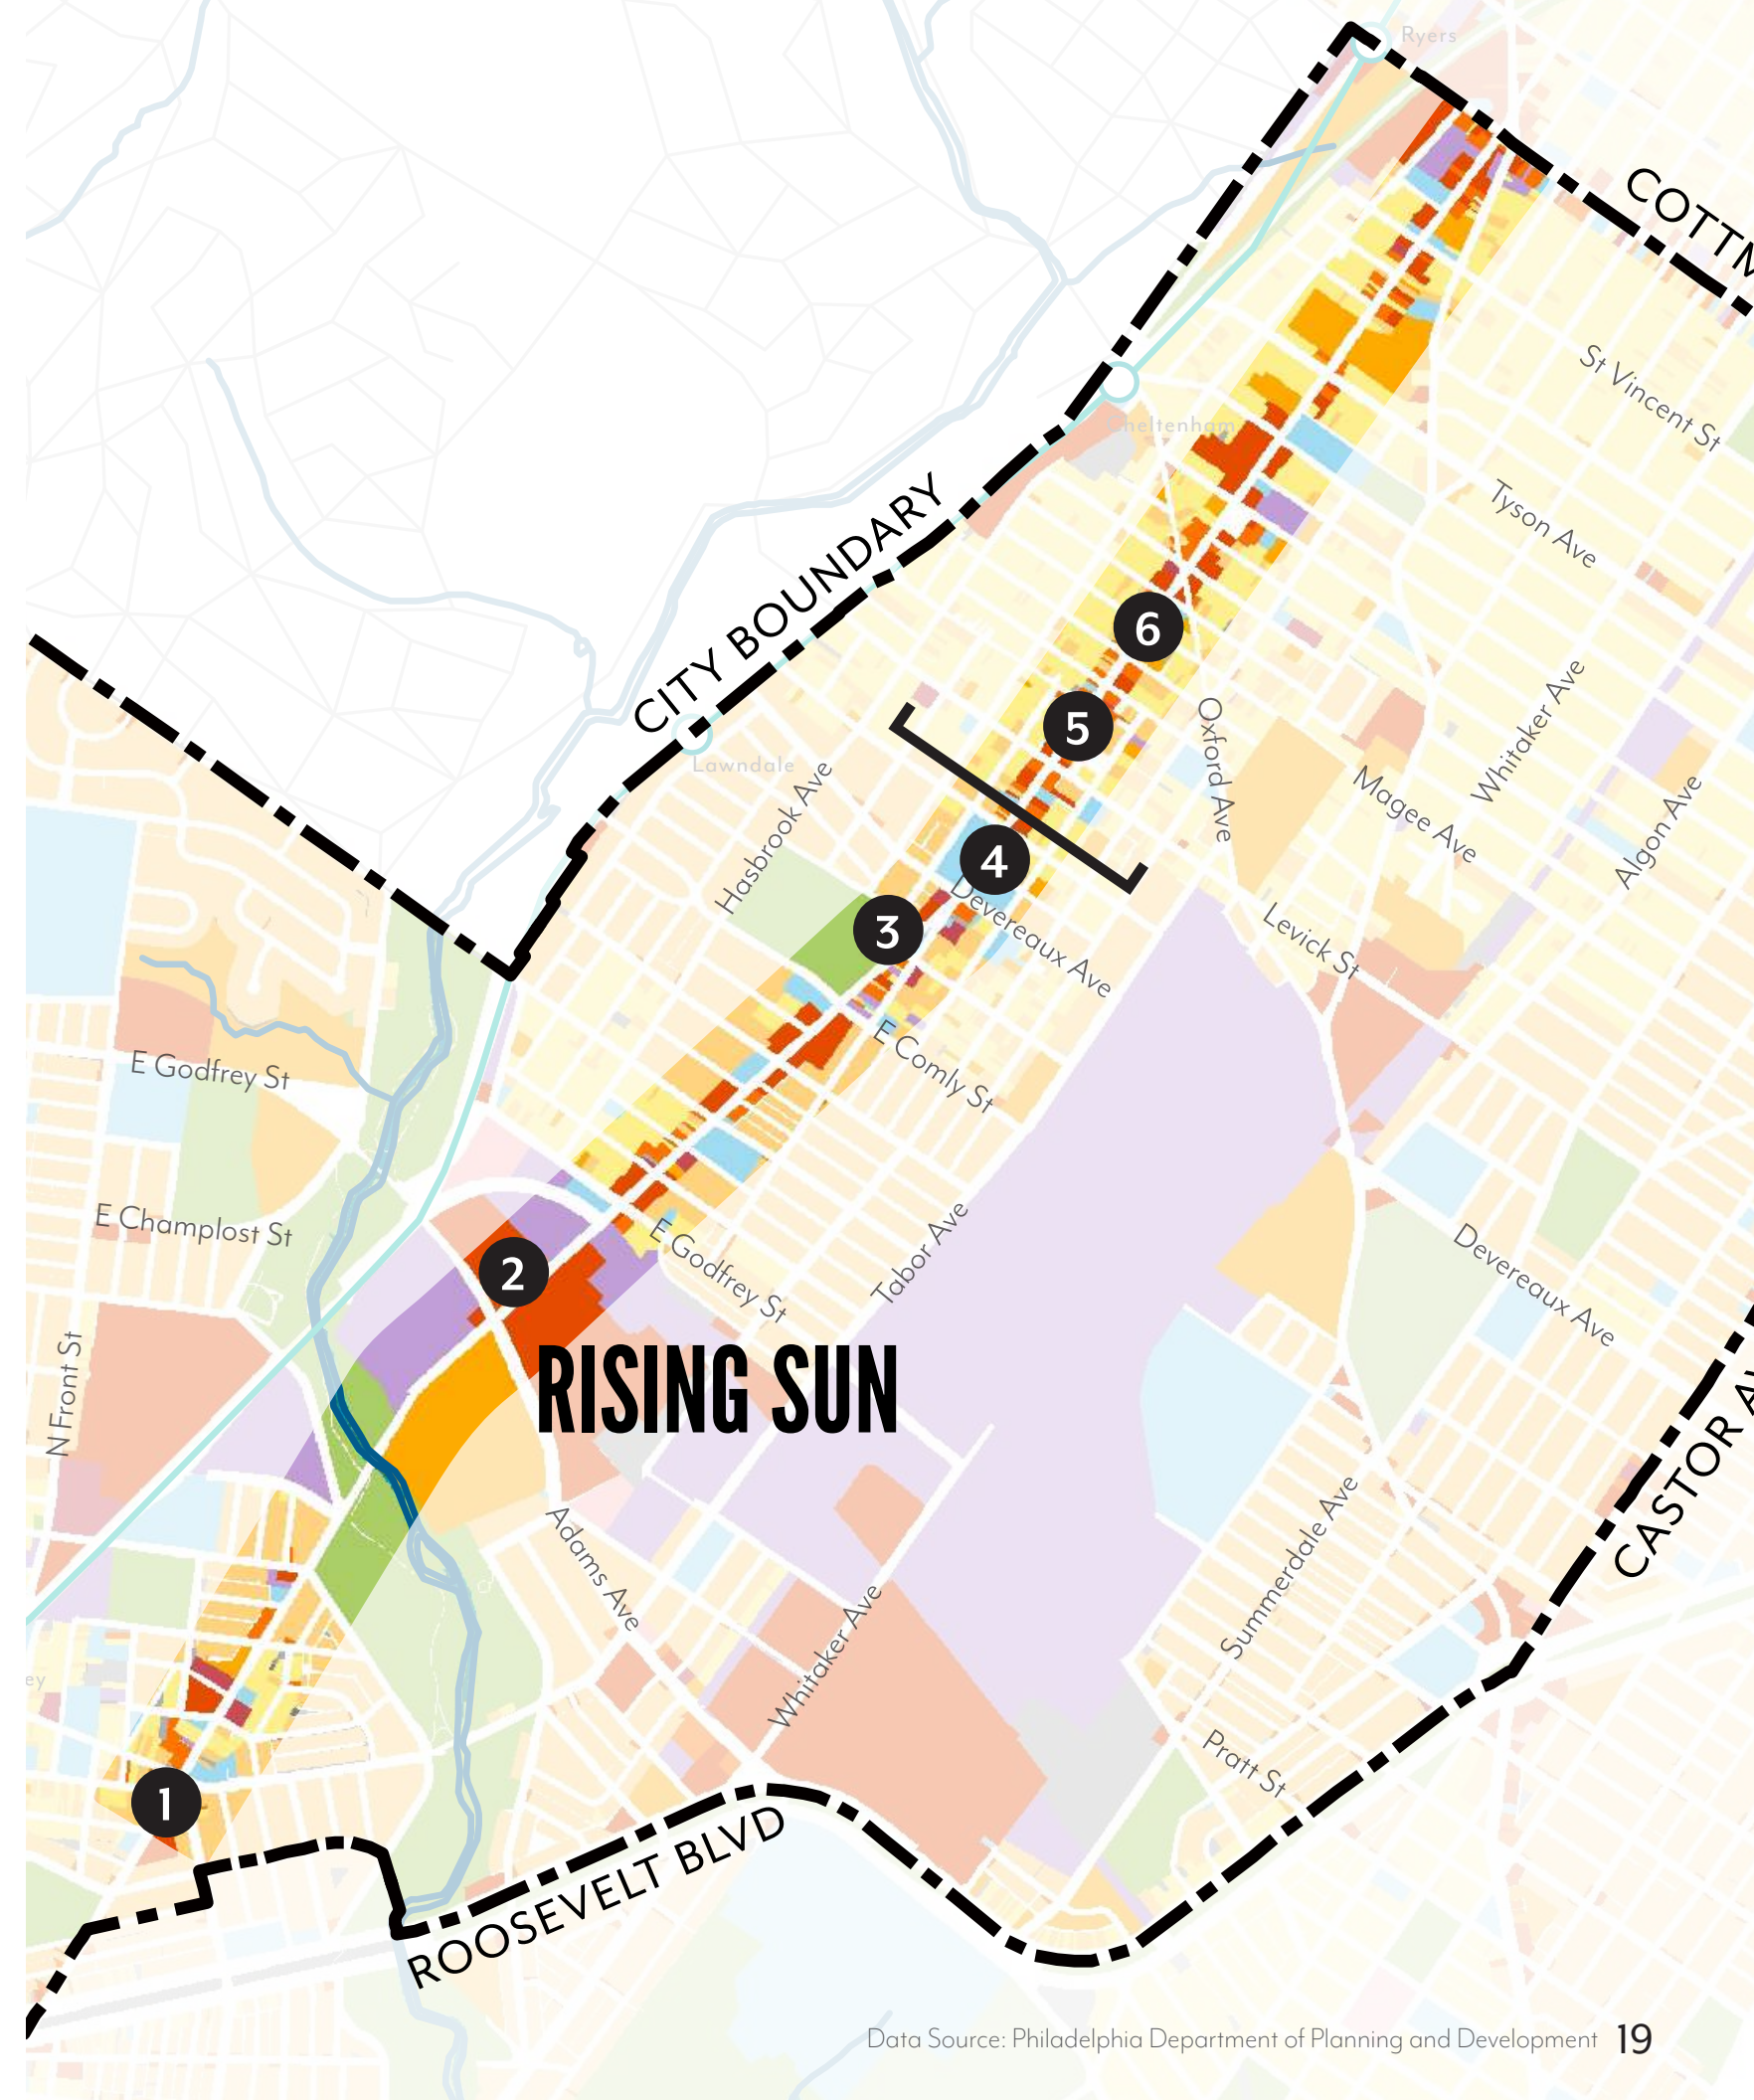 Ryers
COTTM
St Vincent St
Cheltenham
Tyson Ave
CITY BOUNDARY
6
5
Oxford Ave
Whitaker Ave
Lawndale
Hasbrook Ave
Magee Ave
Algon Ave
4
Devereaux Ave
3
Levick St
E Comly St
E Godfrey St
E Champlost St
2
E Godfrey St
Tabor Ave
Devereaux Ave
RISING SUN
N Front St
CASTOR AV
Adams Ave
Summerdale Ave
Whitaker Ave
ey
Pratt St
1
ROOSEVELT BLVD
Data Source: Philadelphia Department of Planning and Development 19